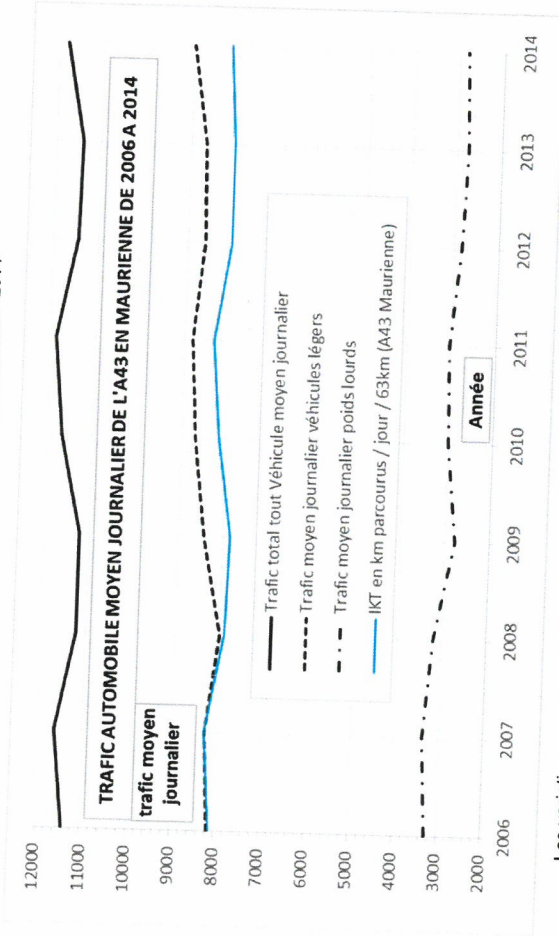 TRAFIC AUTOMOBILE MOYEN JOURNALIER DE L'A43 EN MAURIENNE DE 2006 A 2014
trafic moyen
journalier
12000
11000
10000
9000
8000
7000
6000
5000
4000
3000
2000
Trafic total tout Véhicule moyen journalier
Trafic moyen journalier véhicules légers
Trafic moyen journalier poids lourds
IKT en km parcourus / jour / 63km (A43 Maurienne)
Année
2006
2007
2008
2009
2010
2011
2012
2013
2014